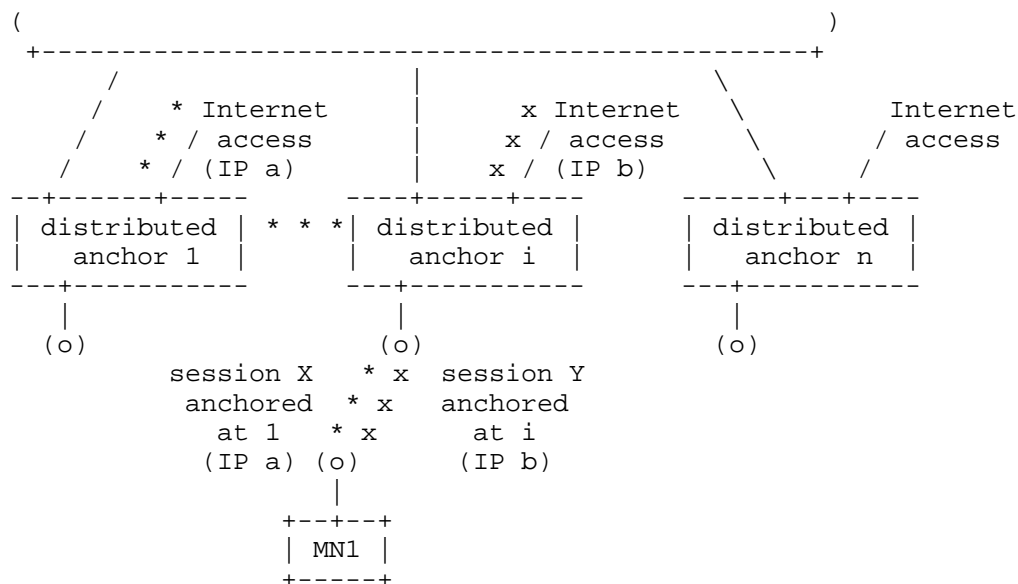 (                                                  )
 +------------------------------------------------+
      /                  |                  \
     /    * Internet     |      x Internet   \         Internet
    /    * / access      |     x / access     \       / access
   /    * / (IP a)       |    x / (IP b)       \     /
--+------+-----      ----+-----+----      ------+---+----
| distributed | * * *| distributed |      | distributed |
|   anchor 1  |      |   anchor i  |      |   anchor n  |
---+-----------      ---+-----------      ---+-----------
   |                    |                    |
  (o)                  (o)                  (o)
          session X   * x  session Y
           anchored  * x   anchored
             at 1   * x      at i
            (IP a) (o)      (IP b)
                    |
                 +--+--+
                 | MN1 |
                 +-----+